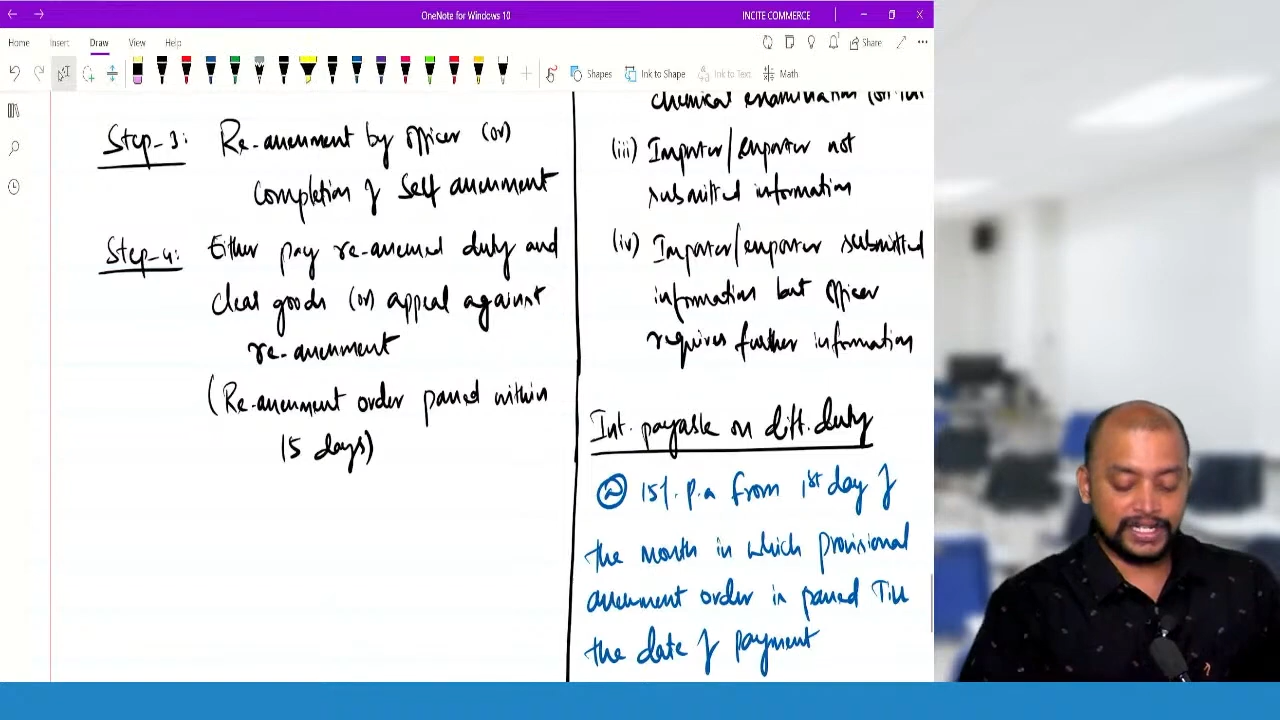 OneNote for Windows 10
INCITE COMMERCE
Home Insert Draw View Help
Share
Shapes Ink to Shape Ink to Text Math
Step-3: Re-assessment by officer (or)
completion of Self assessment
Step-4: Either pay re-assessed duty and
clear goods (or) appeal against
re-assessment
(Re-assessment order passed within
15 days)
chemical examination (or)
(iii) Importer/exporter not
submitted information
(iv) Importer/exporter submitted
information but officer
requires further information
Int. payable on diff. duty
@ 15% p.a from 1st day of
the month in which provisional
assessment order is passed Till
the date of payment